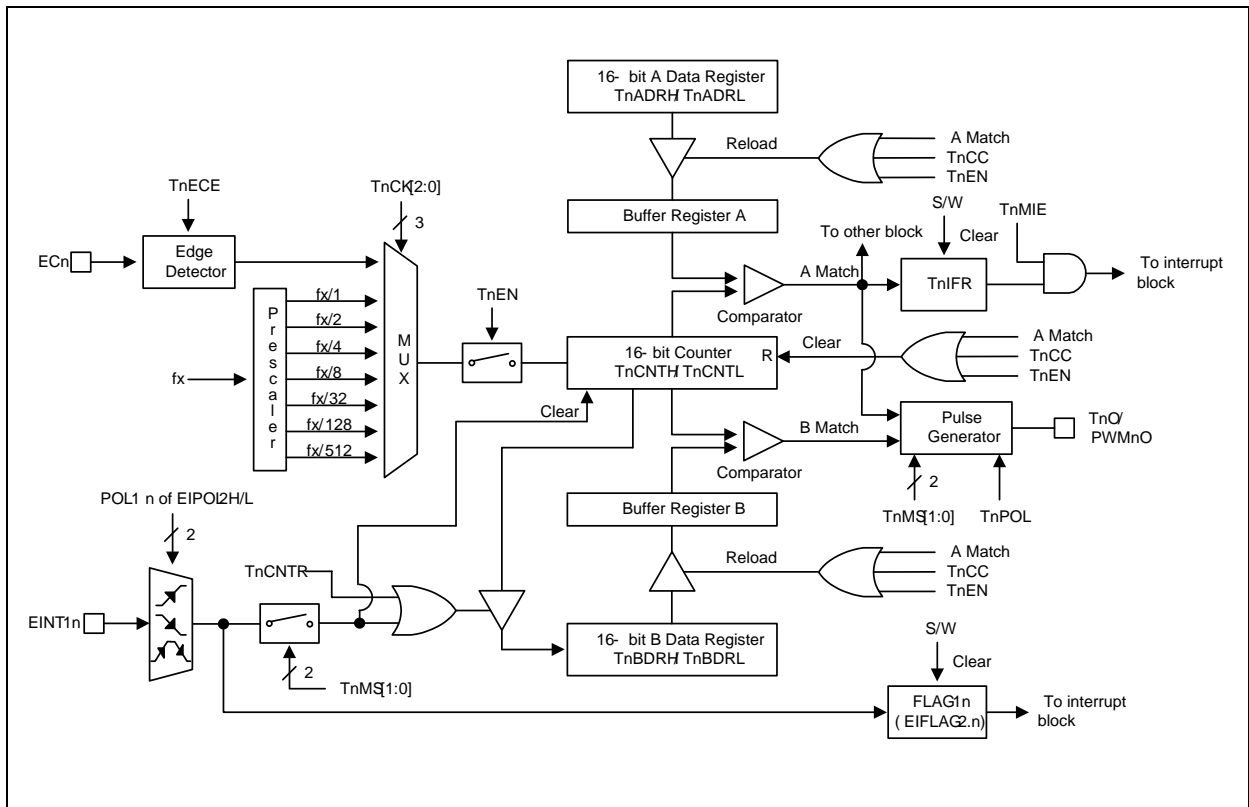 16- bit A Data Register
TnADRH/ TnADRL
Reload
A Match
TnCC
TnEN
Buffer Register A
TnECE
TnCK[2:0]
3
ECn
Edge
Detector
Prescaler
fx
fx/1
fx/2
fx/4
fx/8
fx/32
fx/128
fx/512
MUX
TnEN
To other block
A Match
Comparator
S/W
Clear
TnIFR
TnMIE
To interrupt
block
16- bit Counter
TnCNTH/ TnCNTL
R
Clear
A Match
TnCC
TnEN
Clear
B Match
Comparator
Pulse
Generator
TnO/
PWMnO
2
TnMS[1:0]
TnPOL
Buffer Register B
Reload
A Match
TnCC
TnEN
16- bit B Data Register
TnBDRH/ TnBDRL
POL1 n of EIPOL2H/L
2
TnCNTR
EINT1n
2
TnMS[1:0]
S/W
Clear
FLAG1n
( EIFLAG2.n)
To interrupt
block